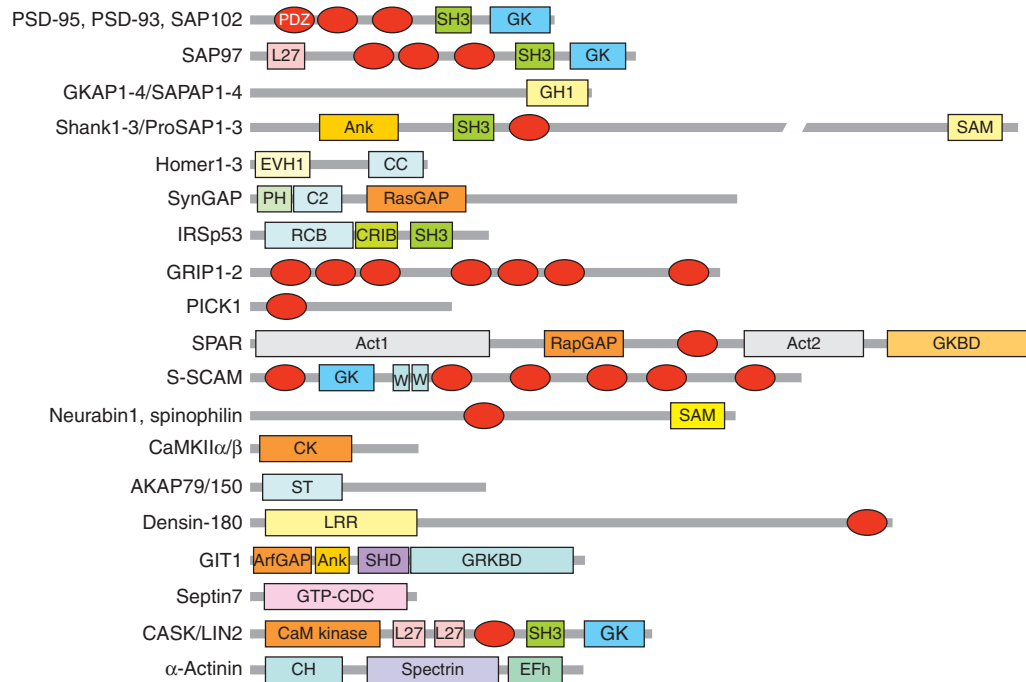 PSD-95, PSD-93, SAP102 PDZ SH3 GK
SAP97 L27 SH3 GK
GKAP1-4/SAPAP1-4 GH1
Shank1-3/ProSAP1-3 Ank SH3 SAM
Homer1-3 EVH1 CC
SynGAP PH C2 RasGAP
IRSp53 RCB CRIB SH3
GRIP1-2
PICK1
SPAR Act1 RapGAP Act2 GKBD
S-SCAM GK W W
Neurabin1, spinophilin SAM
CaMKIIα/β CK
AKAP79/150 ST
Densin-180 LRR
GIT1 ArfGAP Ank SHD GRKBD
Septin7 GTP-CDC
CASK/LIN2 CaM kinase L27 L27 SH3 GK
α-Actinin CH Spectrin EFh